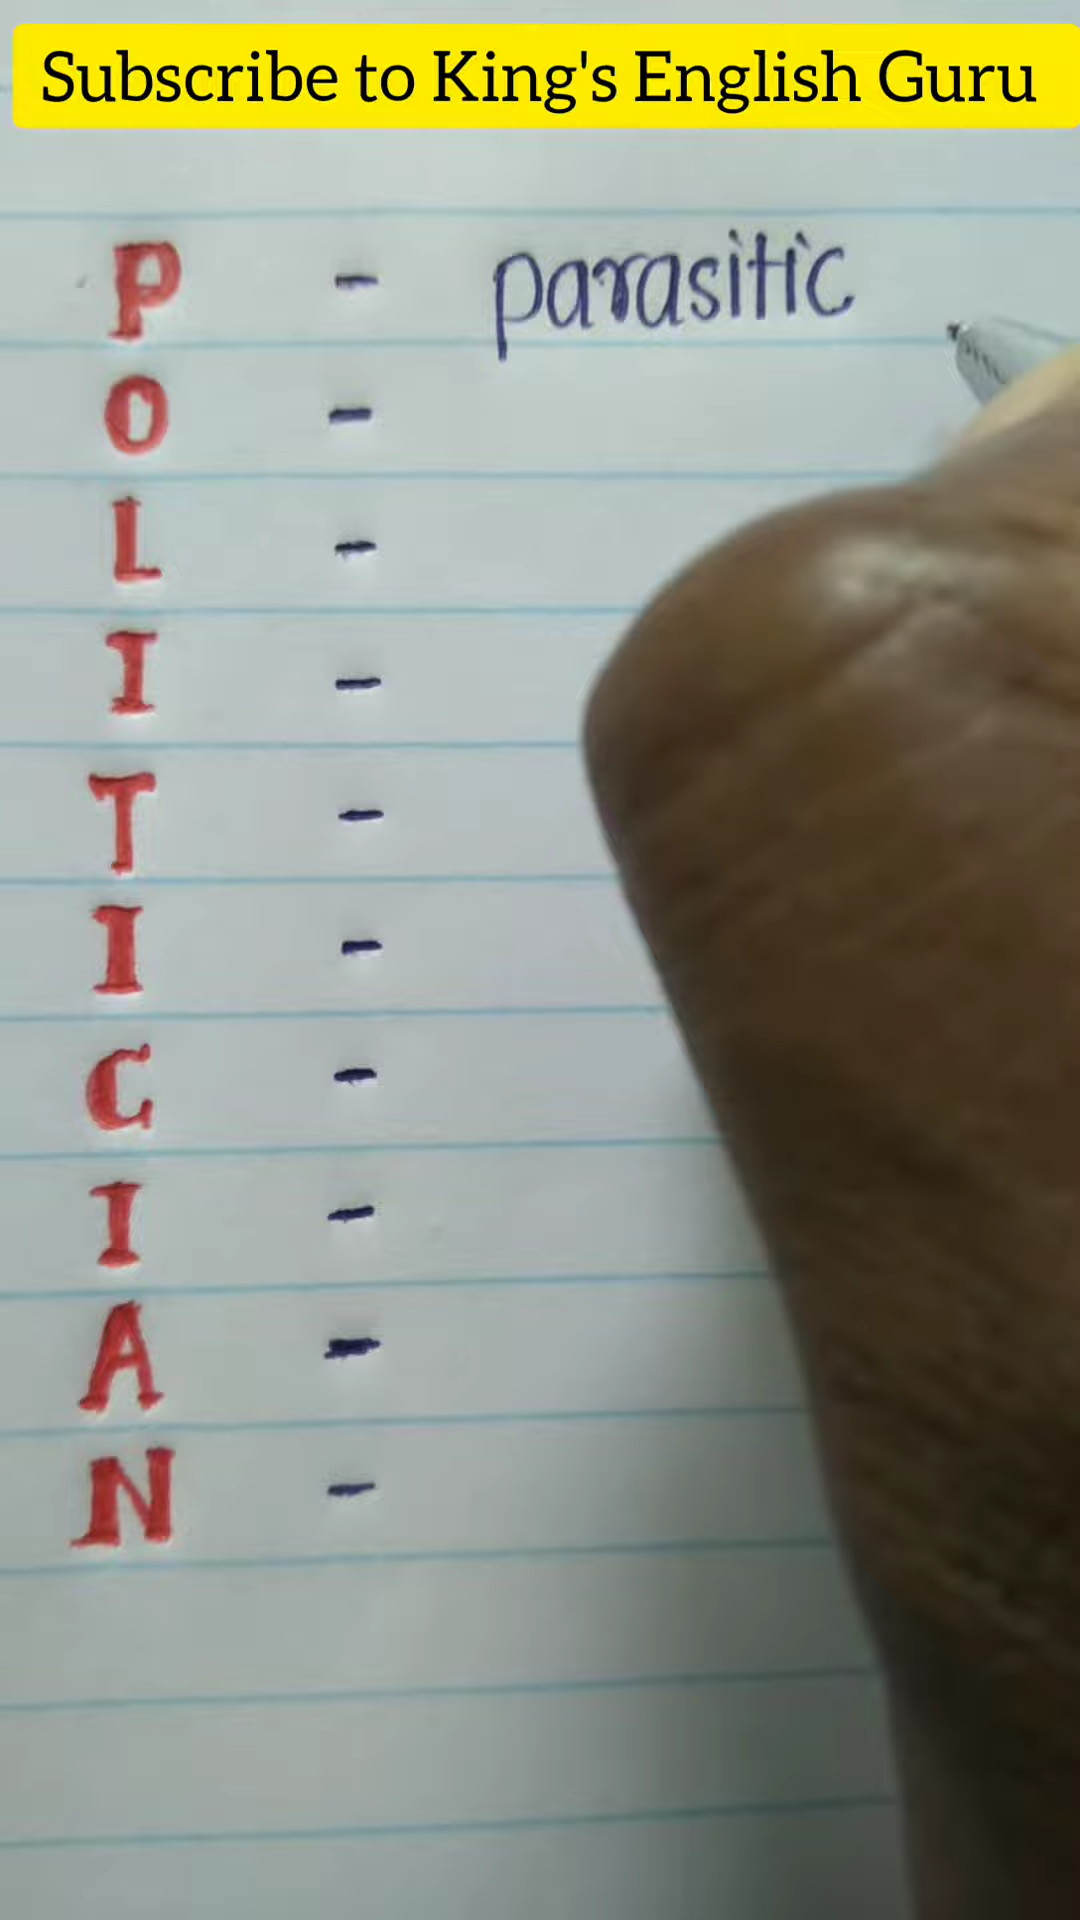 Subscribe to King's English Guru
P - parasitic
O -
L -
I -
T -
I -
C -
I -
A -
N -